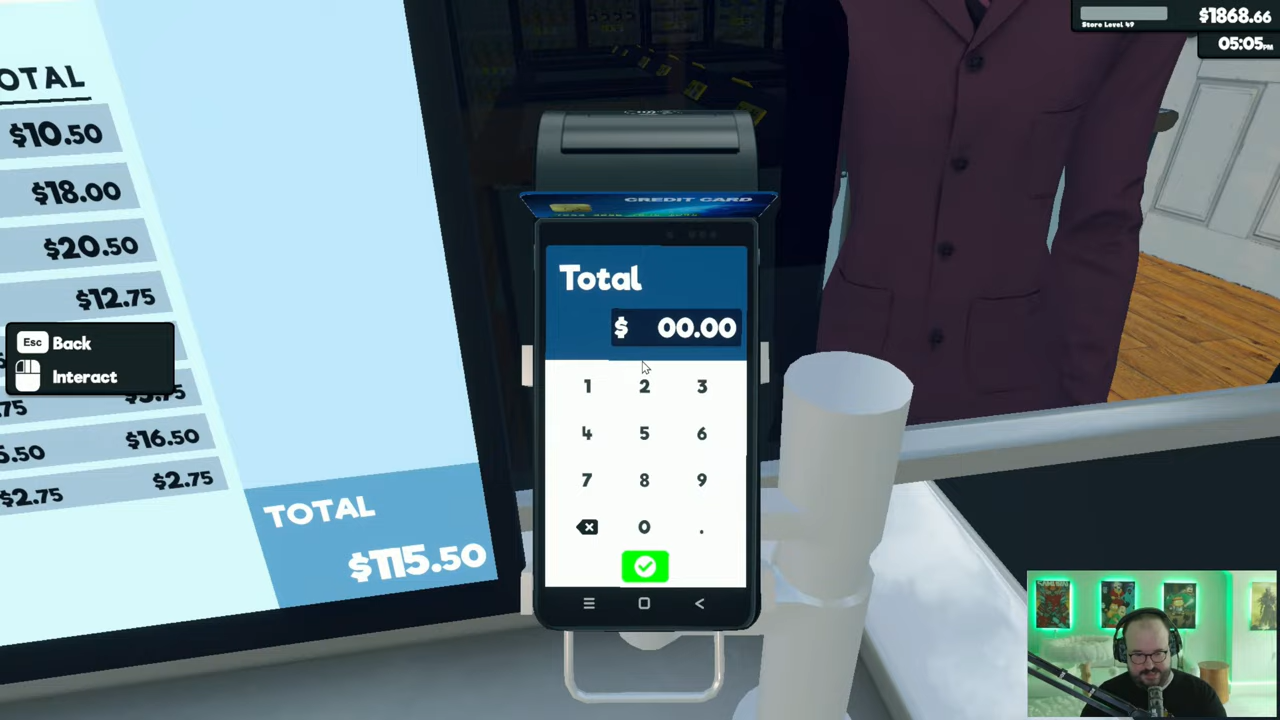 OTAL
$10.50
$18.00
$20.50
$12.75
.75
$16.50
$2.75 $2.75
TOTAL
$115.50
Esc Back
Interact
CREDIT CARD
Total
$ 00.00
1 2 3
4 5 6
7 8 9
0 .
$1868.66
Store Level 49
05:05PM